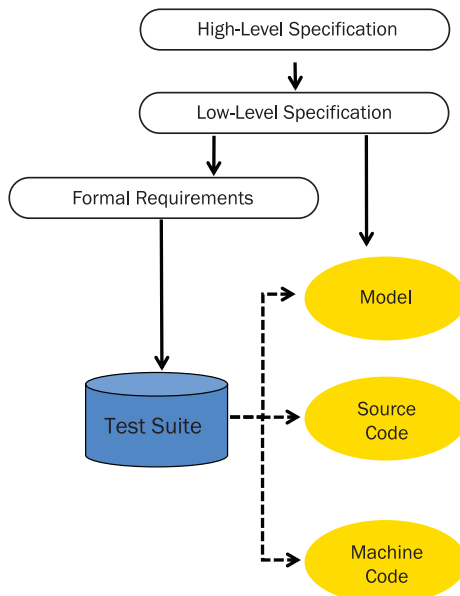 High-Level Specification
Low-Level Specification
Formal Requirements
Model
Test Suite
Source
Code
Machine
Code